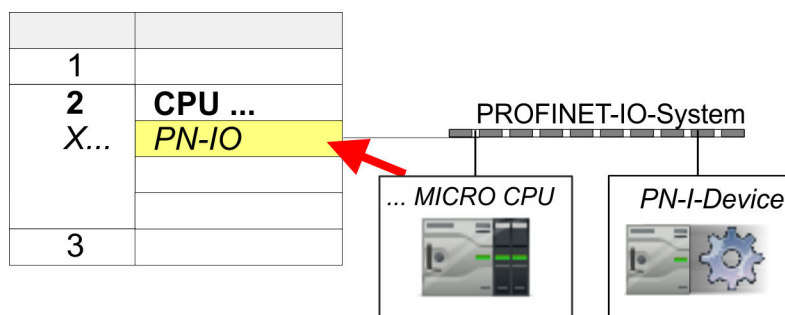 1
2 CPU ...
X... PN-IO
3
PROFINET-IO-System
... MICRO CPU
PN-I-Device